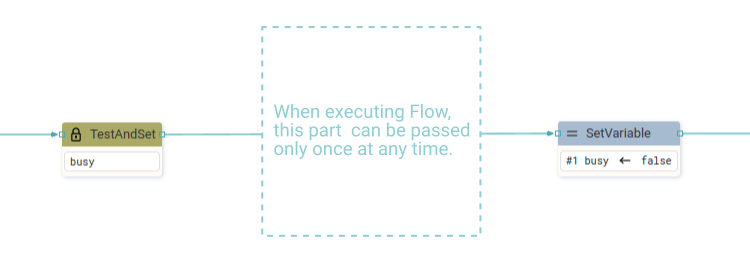 When executing Flow,
this part can be passed
only once at any time.
TestAndSet
busy
SetVariable
#1 busy ← false